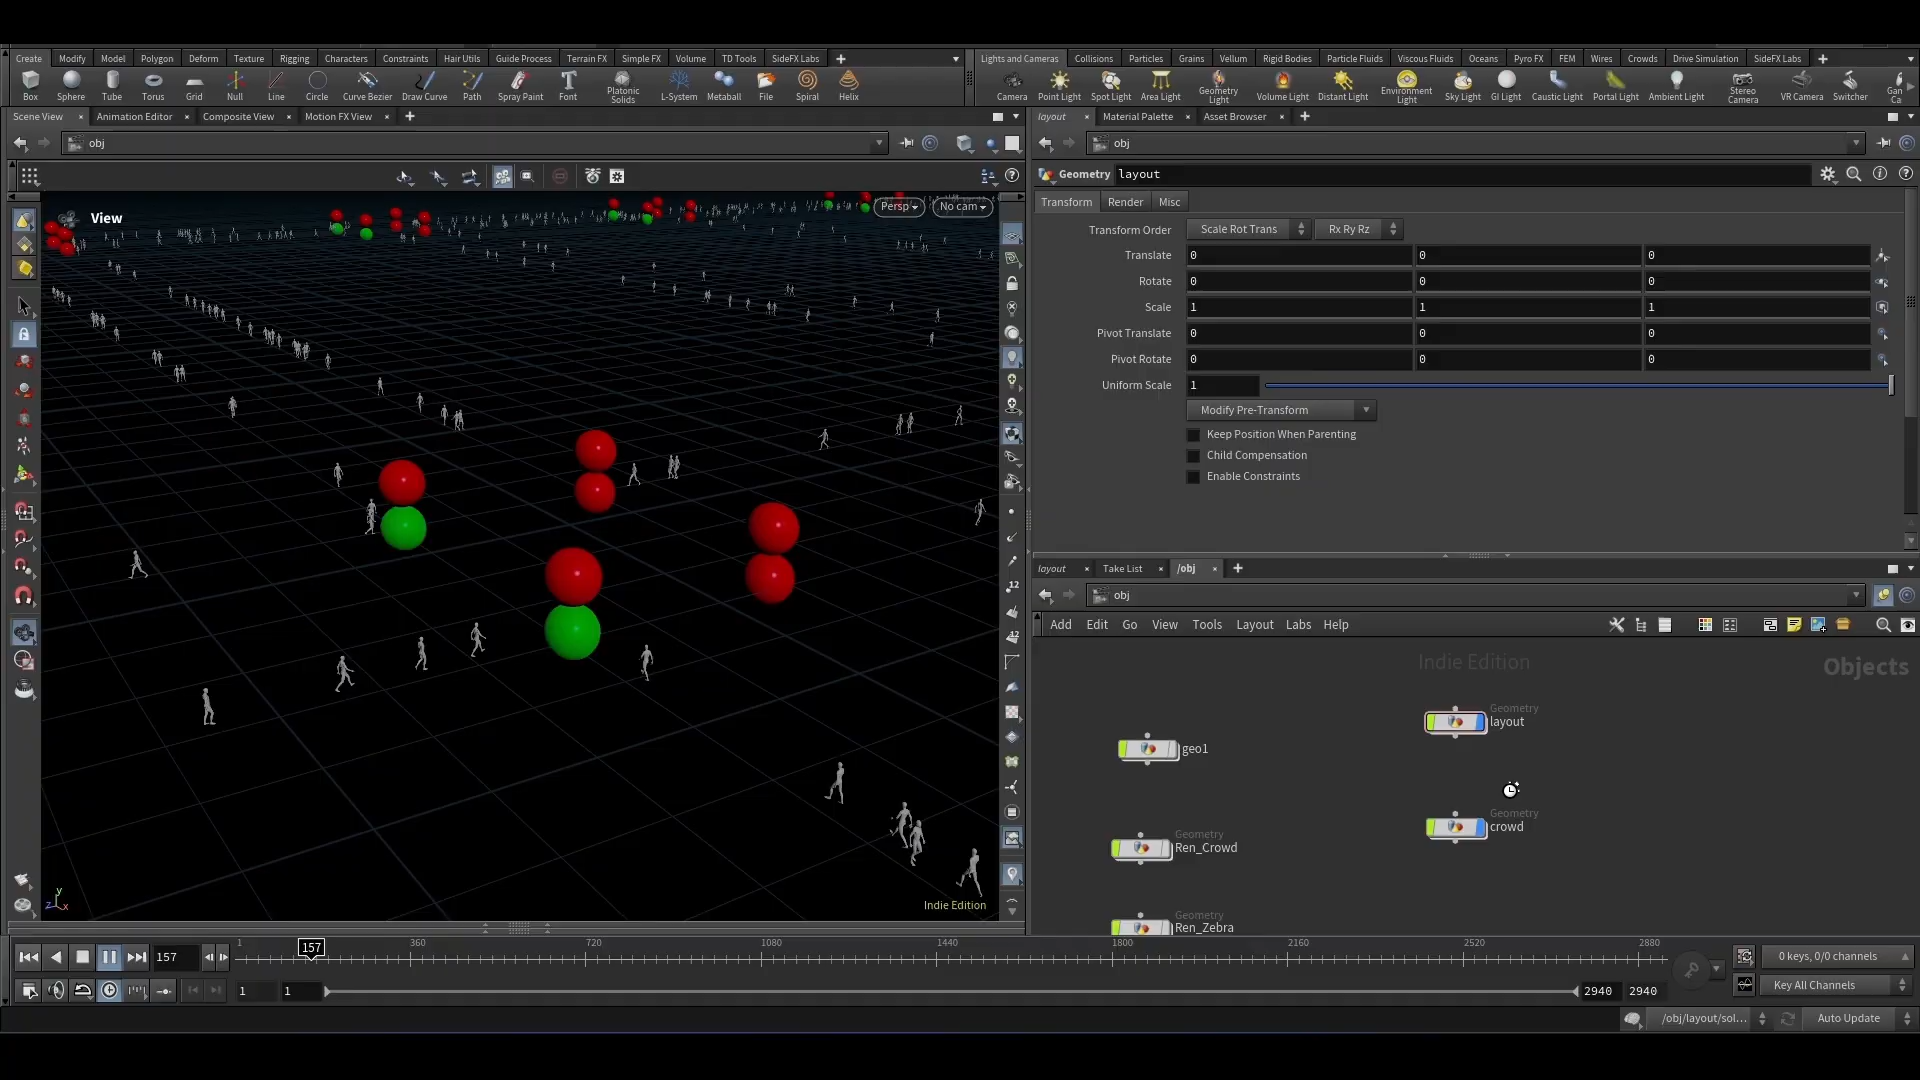 Create Modify Model Polygon Deform Texture Rigging Characters Constraints Hair Utils Guide Process Terrain FX Simple FX Volume TD Tools SideFX Labs
Lights and Cameras Collisions Particles Grains Vellum Rigid Bodies Particle Fluids Viscous Fluids Oceans Pyro FX FEM Wires Crowds Drive Simulation SideFX Labs
Box Sphere Tube Torus Grid Null Line Circle Curve Bezier Draw Curve Path Spray Paint Font Platonic Solids L-System Metaball File Spiral Helix
Camera Point Light Spot Light Area Light Geometry Light Volume Light Distant Light Environment Light Sky Light GI Light Caustic Light Portal Light Ambient Light Stereo Camera VR Camera Switcher Gan Ca
Scene View Animation Editor Composite View Motion FX View
layout Material Palette Asset Browser
obj
obj
Geometry layout
Transform Render Misc
View
Persp No cam
Transform Order Scale Rot Trans Rx Ry Rz
Translate 0 0 0
Rotate 0 0 0
Scale 1 1 1
Pivot Translate 0 0 0
Pivot Rotate 0 0 0
Uniform Scale 1
Modify Pre-Transform
Keep Position When Parenting
Child Compensation
Enable Constraints
12
12
layout Take List /obj
obj
Add Edit Go View Tools Layout Labs Help
Indie Edition
Objects
Geometry
layout
geo1
Geometry
crowd
Geometry
Ren_Crowd
Geometry
Ren_Zebra
y
z x
Indie Edition
157
1 157 360 720 1080 1440 1800 2160 2520 2880
0 keys, 0/0 channels
1 1 2940 2940
Key All Channels
/obj/layout/sol...
Auto Update